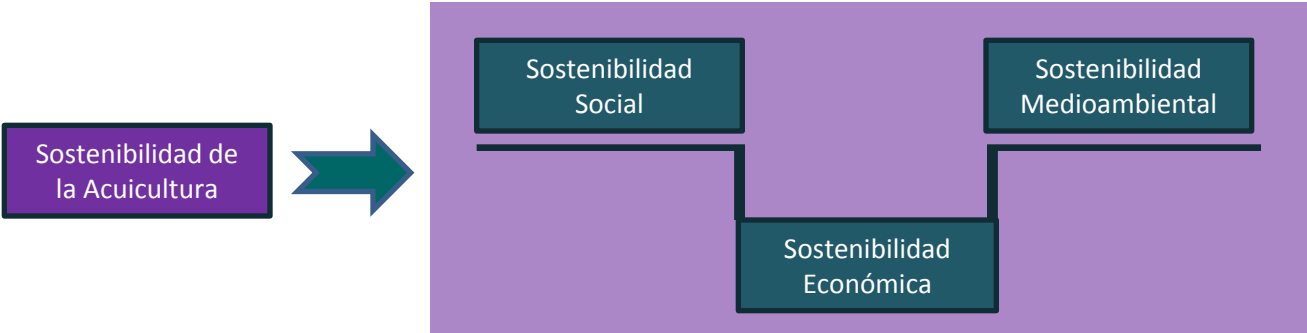 Sostenibilidad de
la Acuicultura
Sostenibilidad
Social
Sostenibilidad
Medioambiental
Sostenibilidad
Económica